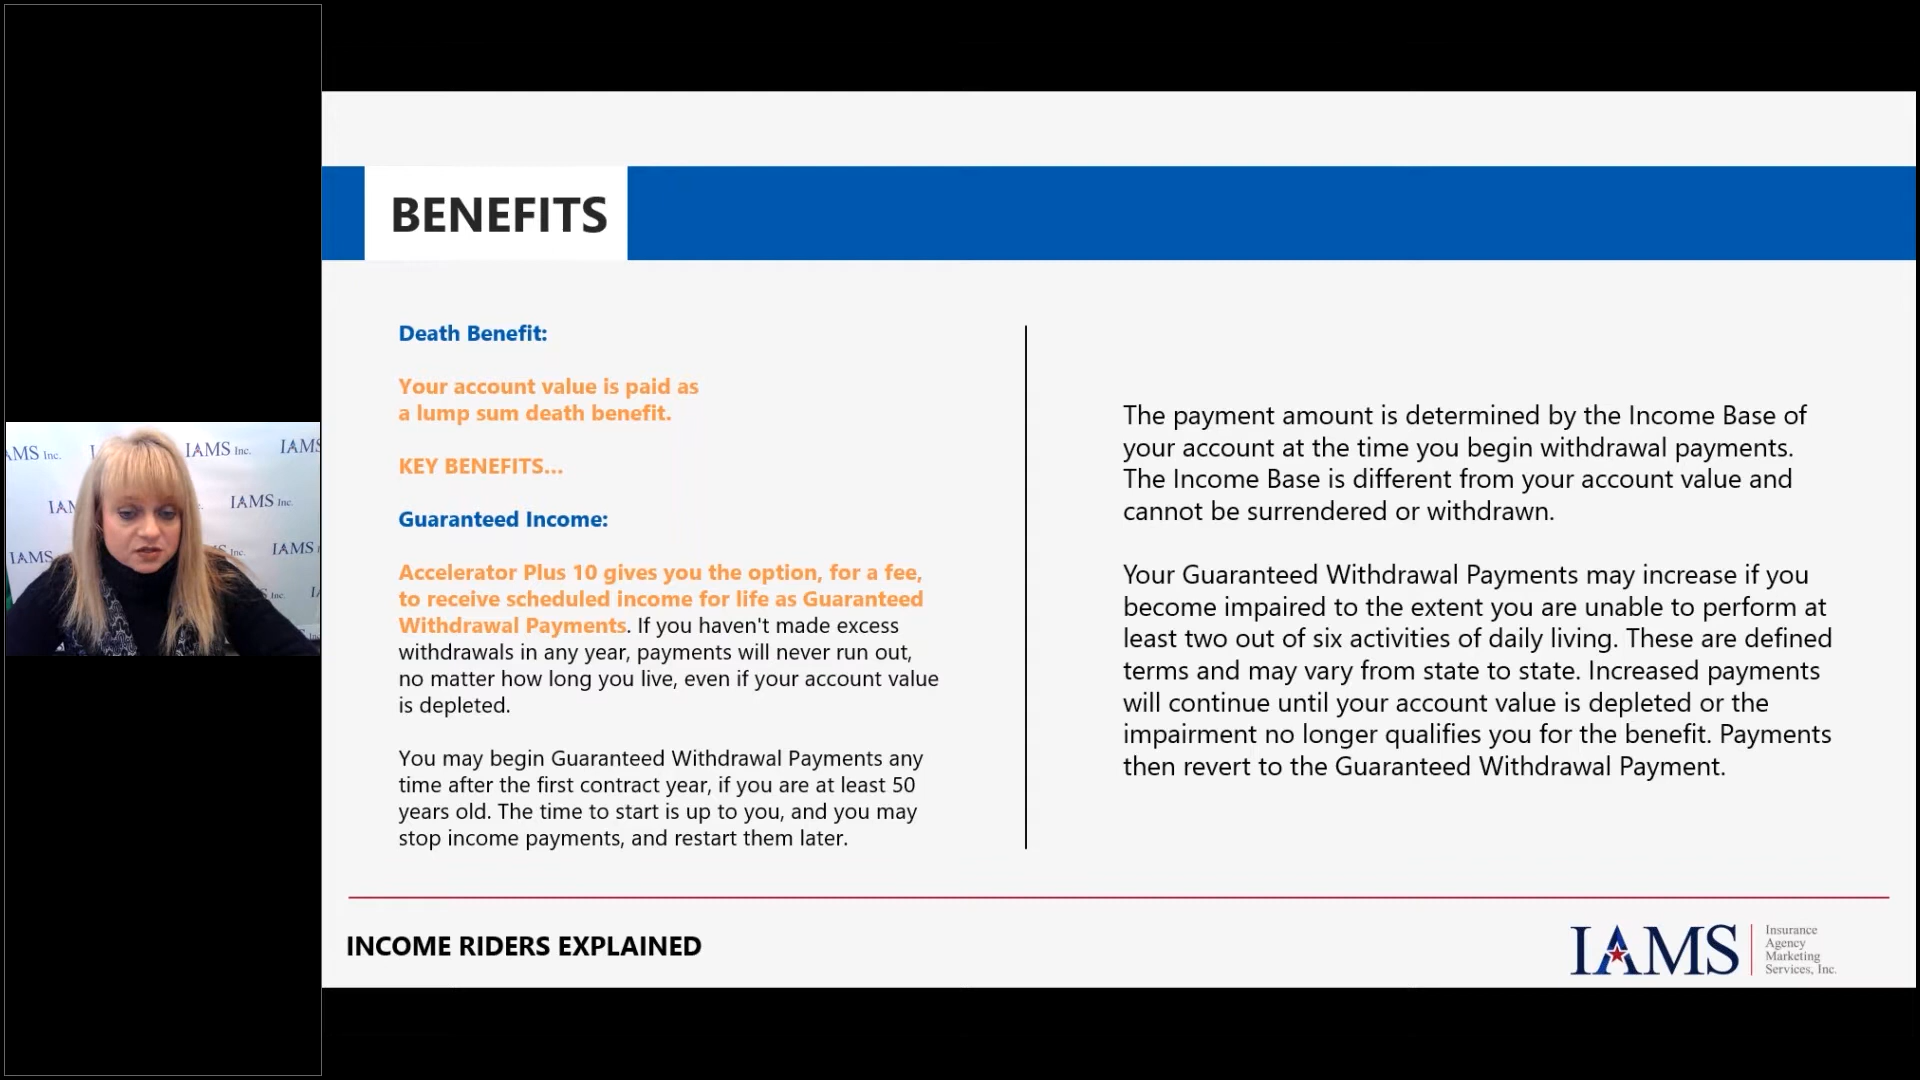 BENEFITS
Death Benefit:
Your account value is paid as
a lump sum death benefit.
KEY BENEFITS...
Guaranteed Income:
Accelerator Plus 10 gives you the option, for a fee,
to receive scheduled income for life as Guaranteed
Withdrawal Payments. If you haven't made excess
withdrawals in any year, payments will never run out,
no matter how long you live, even if your account value
is depleted.
You may begin Guaranteed Withdrawal Payments any
time after the first contract year, if you are at least 50
years old. The time to start is up to you, and you may
stop income payments, and restart them later.
The payment amount is determined by the Income Base of
your account at the time you begin withdrawal payments.
The Income Base is different from your account value and
cannot be surrendered or withdrawn.
Your Guaranteed Withdrawal Payments may increase if you
become impaired to the extent you are unable to perform at
least two out of six activities of daily living. These are defined
terms and may vary from state to state. Increased payments
will continue until your account value is depleted or the
impairment no longer qualifies you for the benefit. Payments
then revert to the Guaranteed Withdrawal Payment.
INCOME RIDERS EXPLAINED
IAMS
Insurance
Agency
Marketing
Services, Inc.
IAMS Inc.
IAMS
IAMS Inc.
IAMS
IAMS